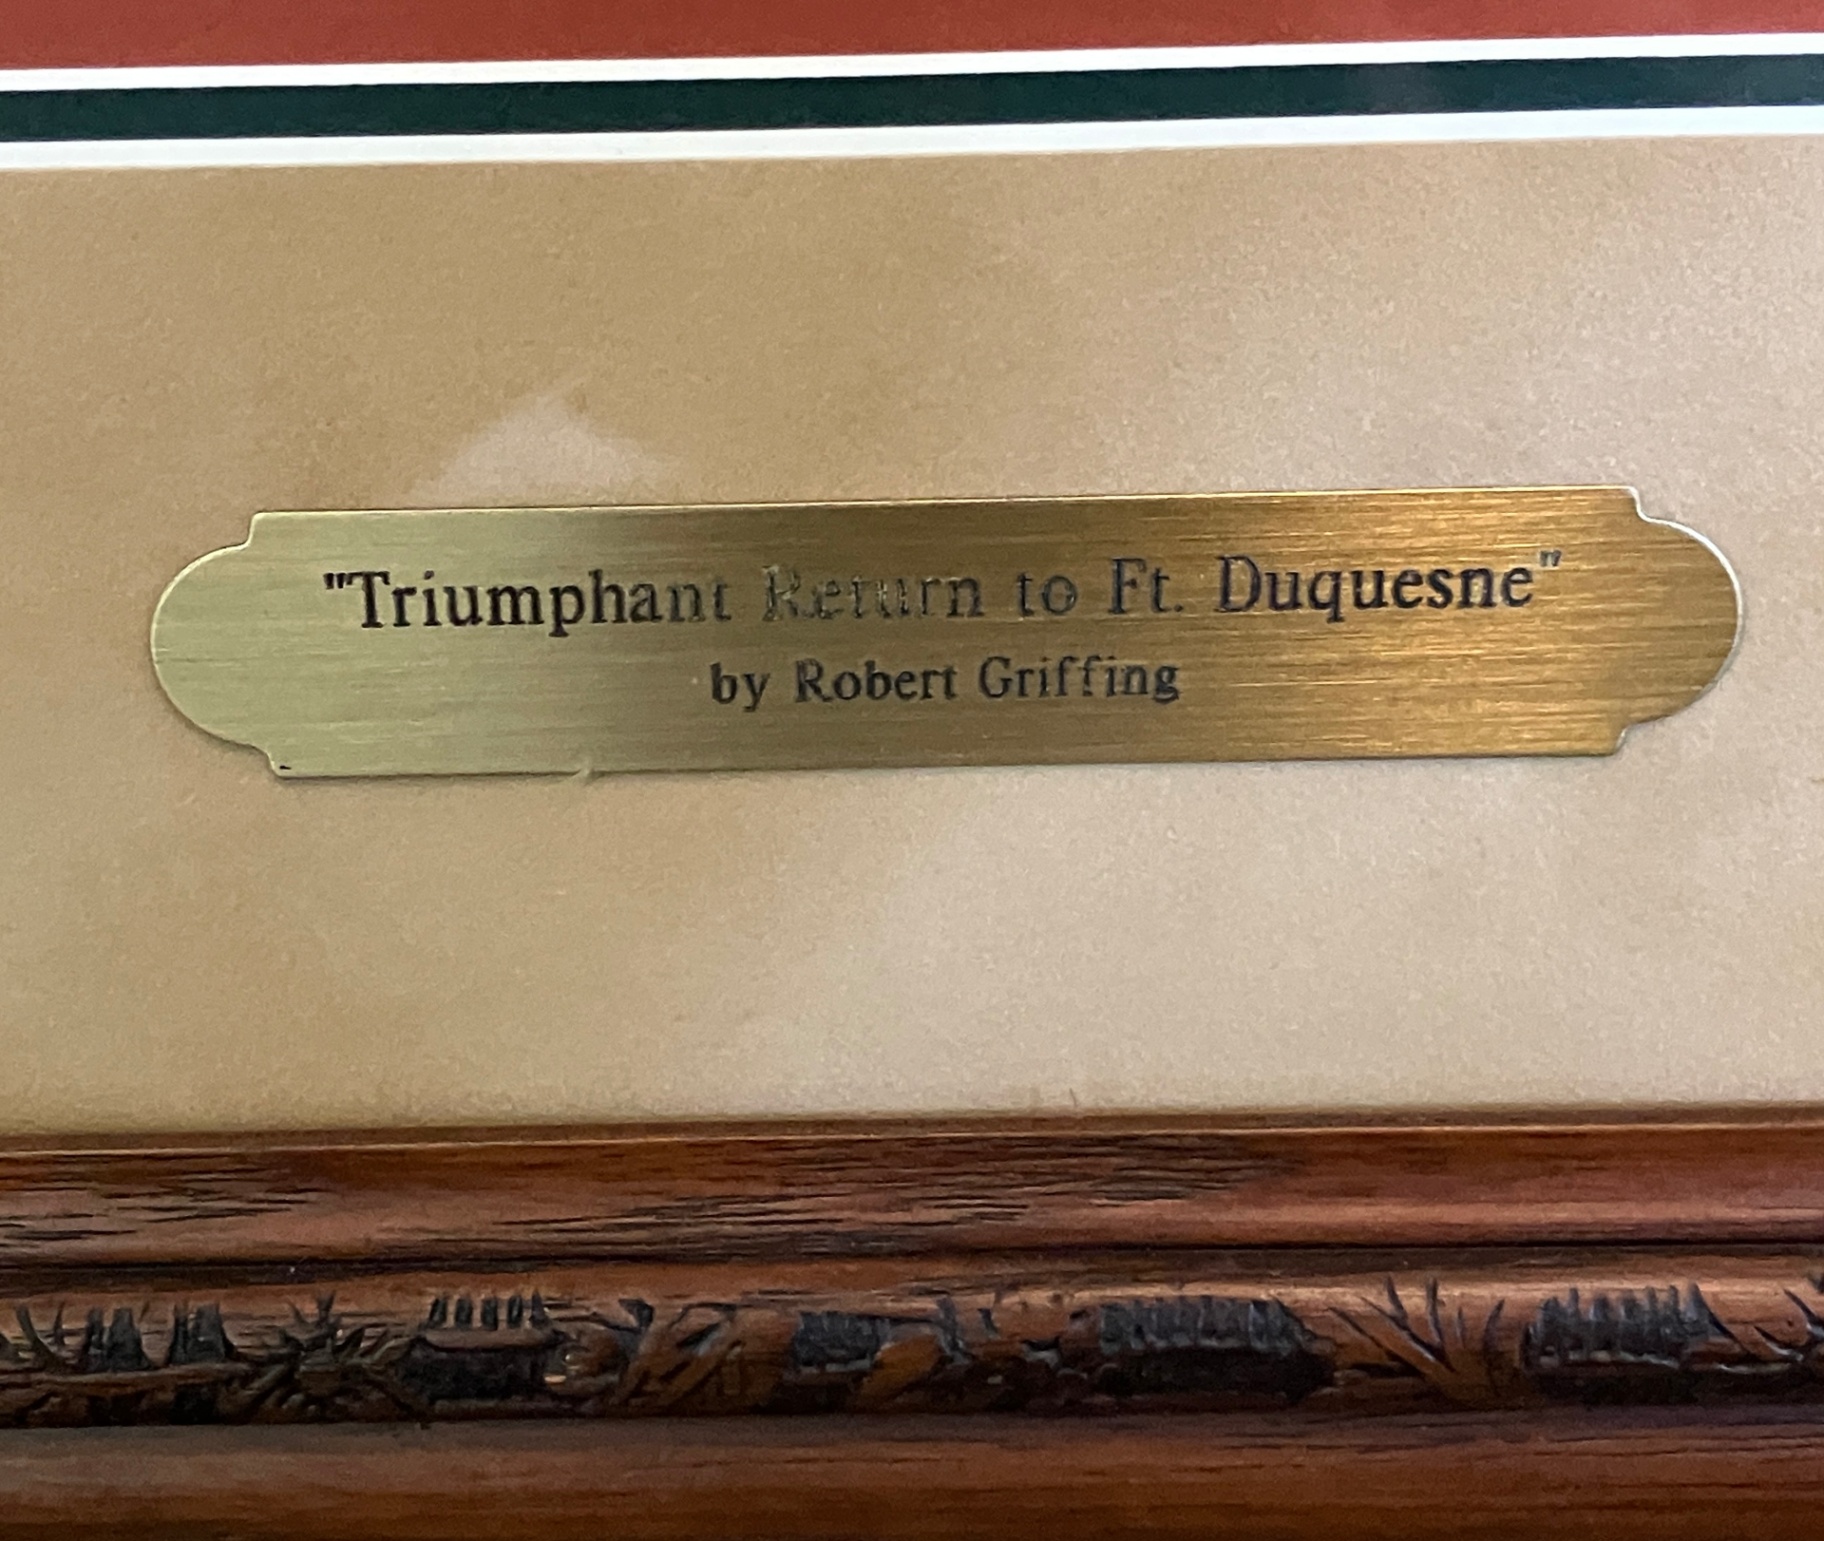 "Triumphant Return to Ft. Duquesne"
by Robert Griffing